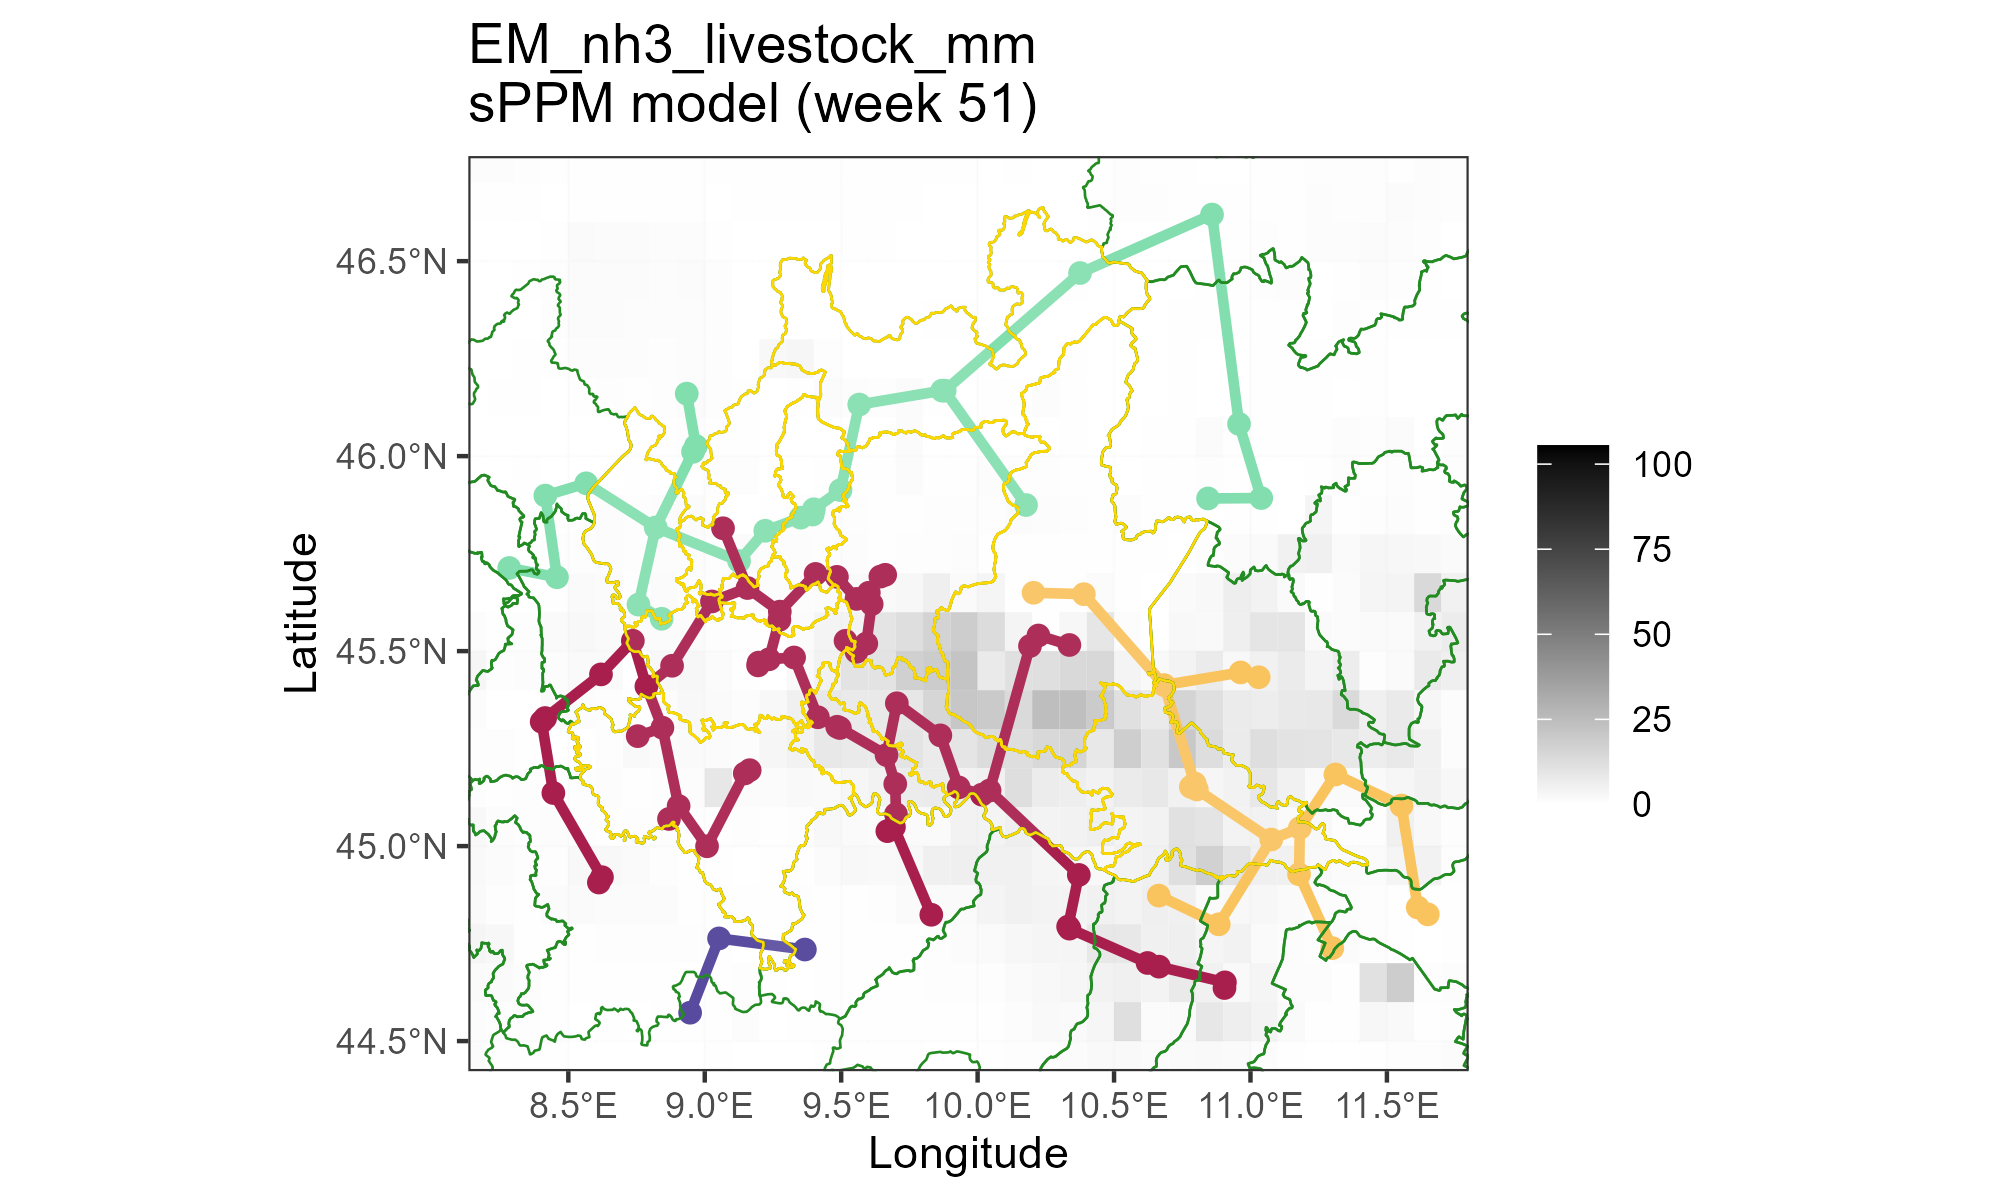 EM_nh3_livestock_mm
sPPM model (week 51)
46.5°N
46.0°N
45.5°N
45.0°N
44.5°N
Latitude
8.5°E 9.0°E 9.5°E 10.0°E 10.5°E 11.0°E 11.5°E
Longitude
100
75
50
25
0